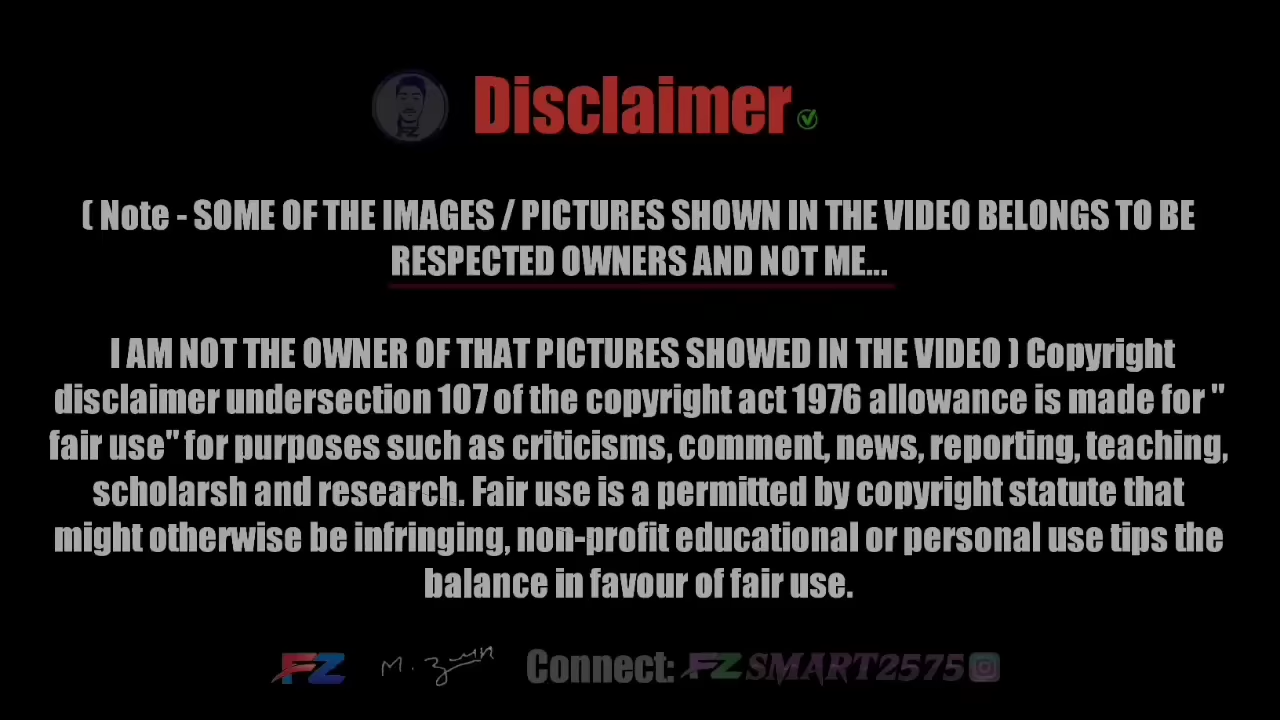 Disclaimer
( Note - SOME OF THE IMAGES / PICTURES SHOWN IN THE VIDEO BELONGS TO BE
RESPECTED OWNERS AND NOT ME...
I AM NOT THE OWNER OF THAT PICTURES SHOWED IN THE VIDEO ) Copyright
disclaimer undersection 107 of the copyright act 1976 allowance is made for "
fair use" for purposes such as criticisms, comment, news, reporting, teaching,
scholarsh and research. Fair use is a permitted by copyright statute that
might otherwise be infringing, non-profit educational or personal use tips the
balance in favour of fair use.
FZ M. Connect: FZ SMART2575